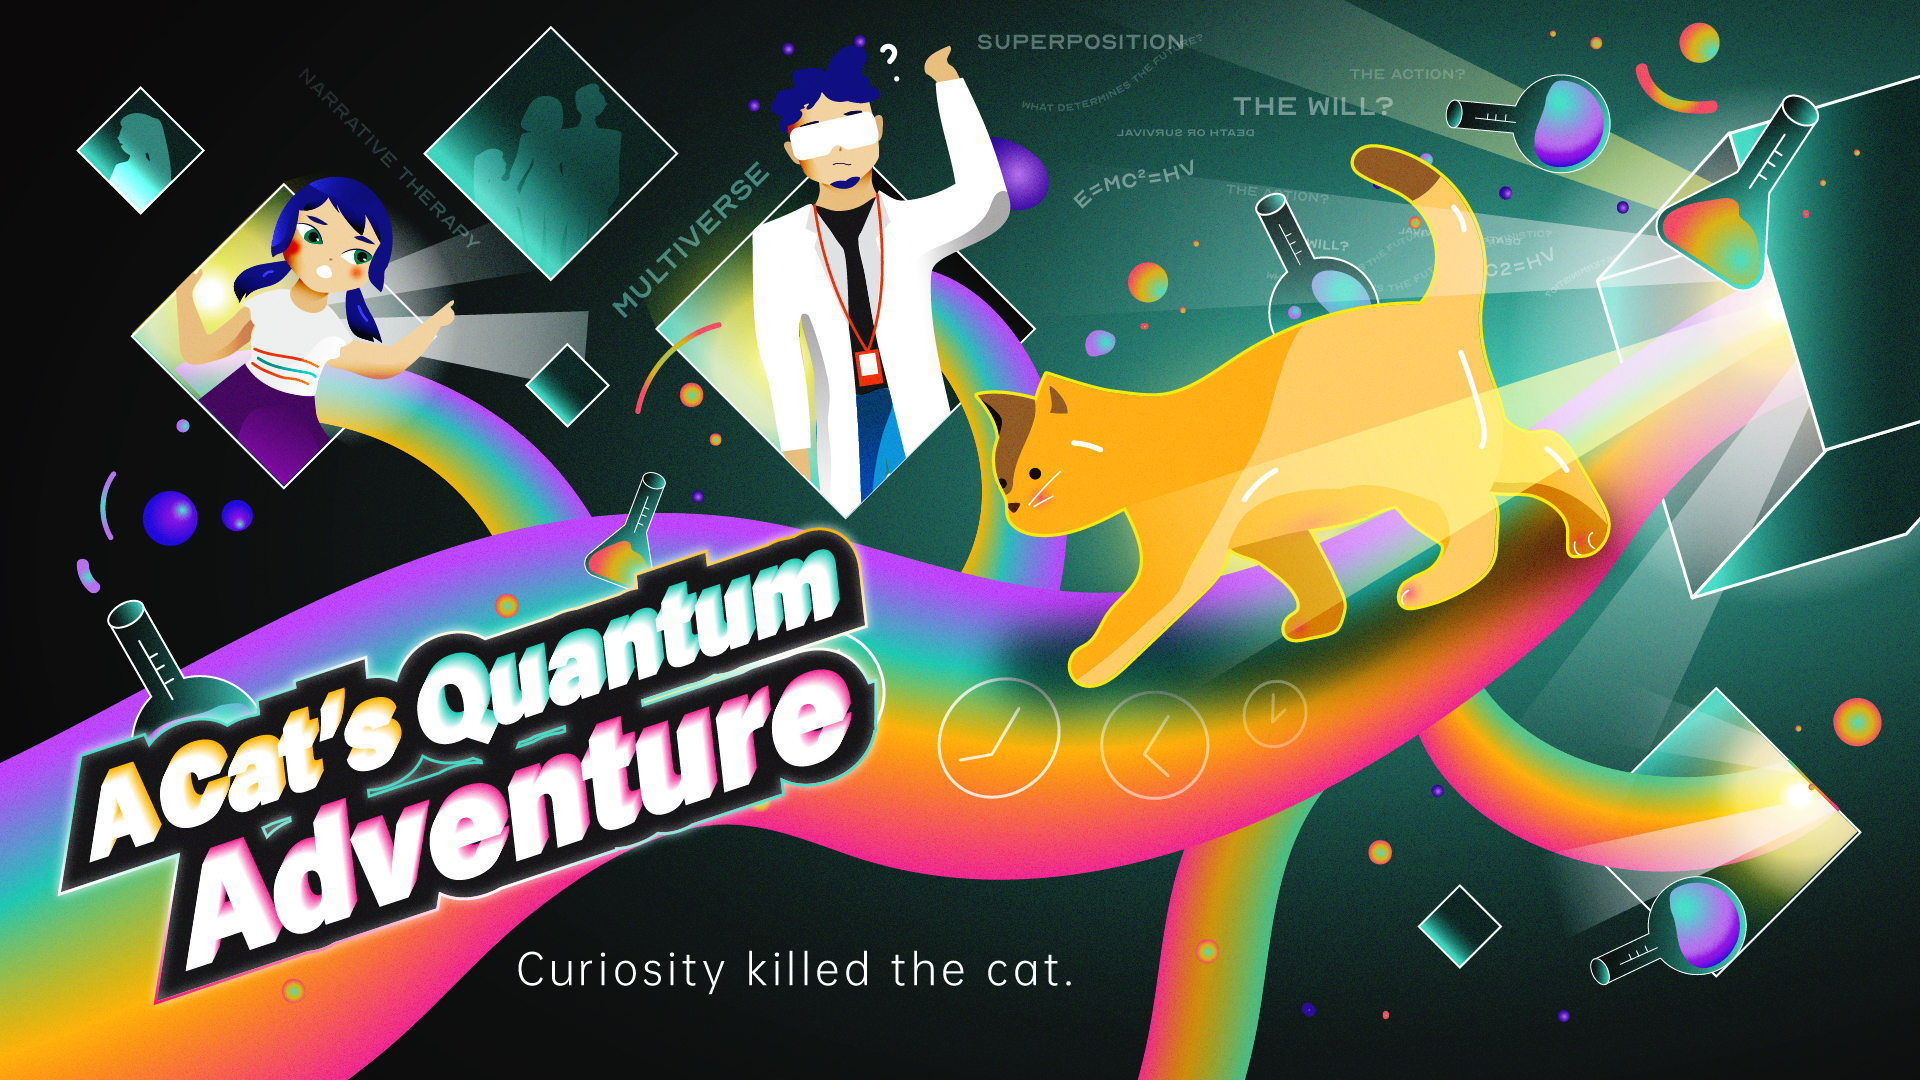 SUPERPOSITION
WHAT DETERMINES THE FUTURE?
THE ACTION?
THE WILL?
DEATH OR SURVIVAL
NARRATIVE THERAPY
MULTIVERSE
E=MC²=HV
THE ACTION?
WILL?
C2=HV
A Cat's Quantum
Adventure
Curiosity killed the cat.